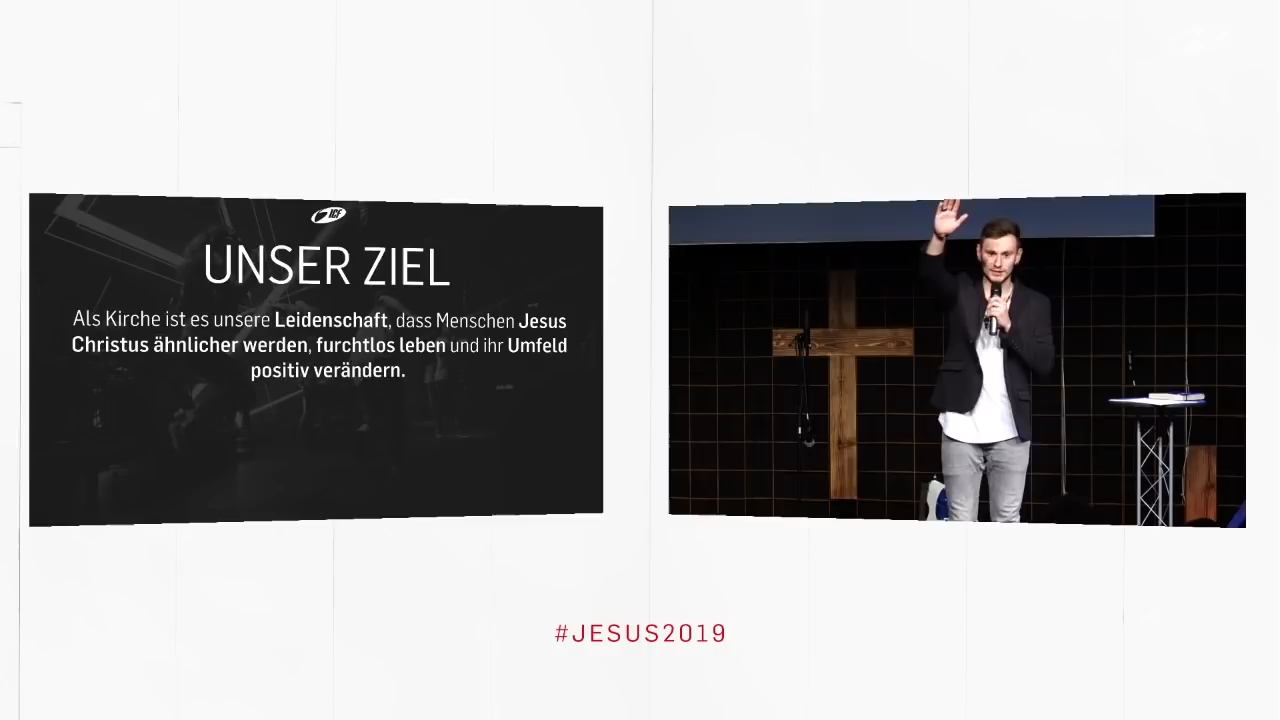 ICF
UNSER ZIEL
Als Kirche ist es unsere Leidenschaft, dass Menschen Jesus
Christus ähnlicher werden, furchtlos leben und ihr Umfeld
positiv verändern.
#JESUS2019